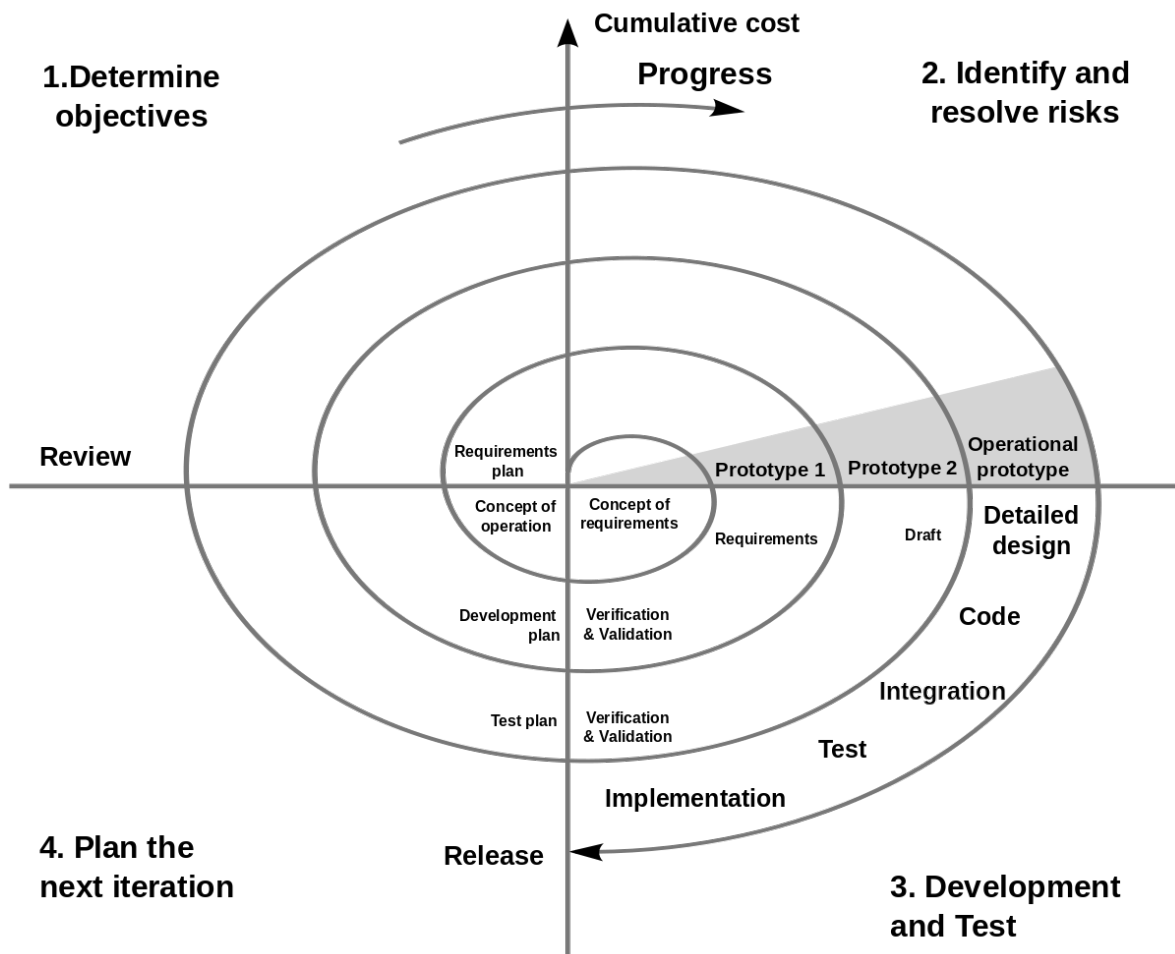 Cumulative cost
Progress
1.Determine
objectives
2. Identify and
resolve risks
Review
Requirements
plan
Prototype 1
Prototype 2
Operational
prototype
Concept of
operation
Concept of
requirements
Requirements
Draft
Detailed
design
Development
plan
Verification
& Validation
Code
Integration
Test plan
Verification
& Validation
Test
Implementation
Release
4. Plan the
next iteration
3. Development
and Test